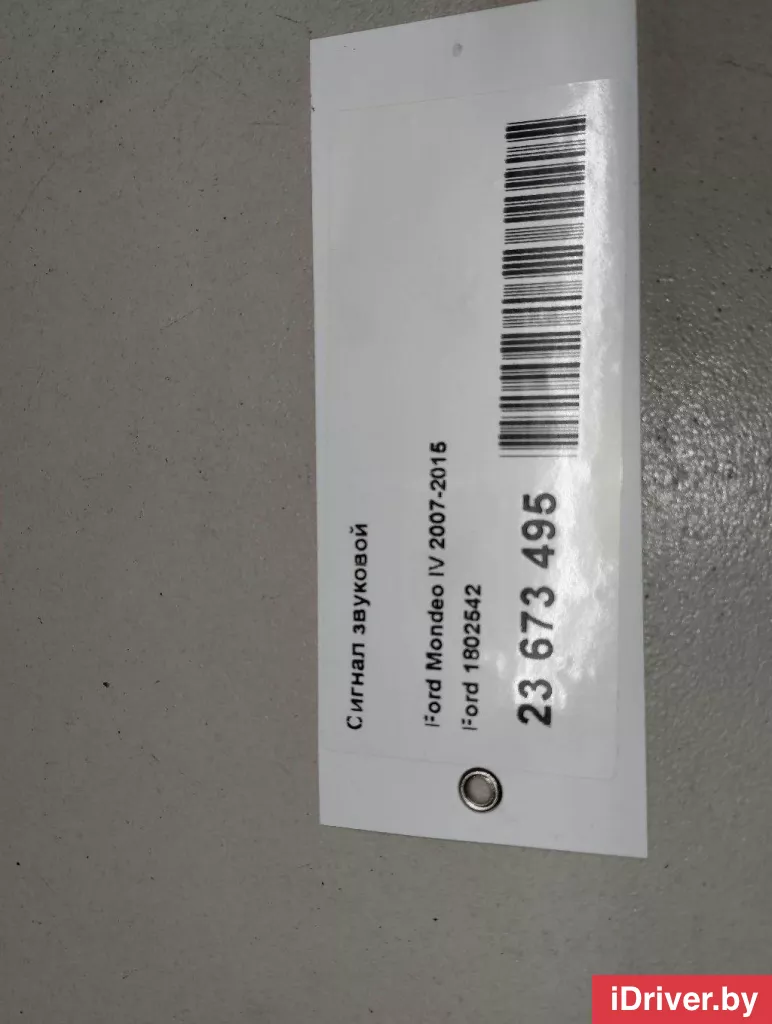 Сигнал звуковой
Ford Mondeo IV 2007-2015
Ford 1802542
23 673 495
iDriver.by